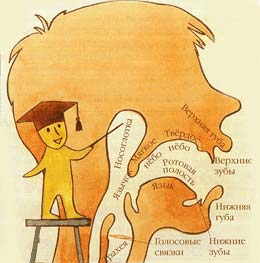 Верхняя губа
Твёрдое
нёбо
Мягкое
нёбо
Носоглотка
Ротовая
полость
Верхние
зубы
Язычок
Язык
Нижняя
губа
Голосовые
связки
Нижние
зубы